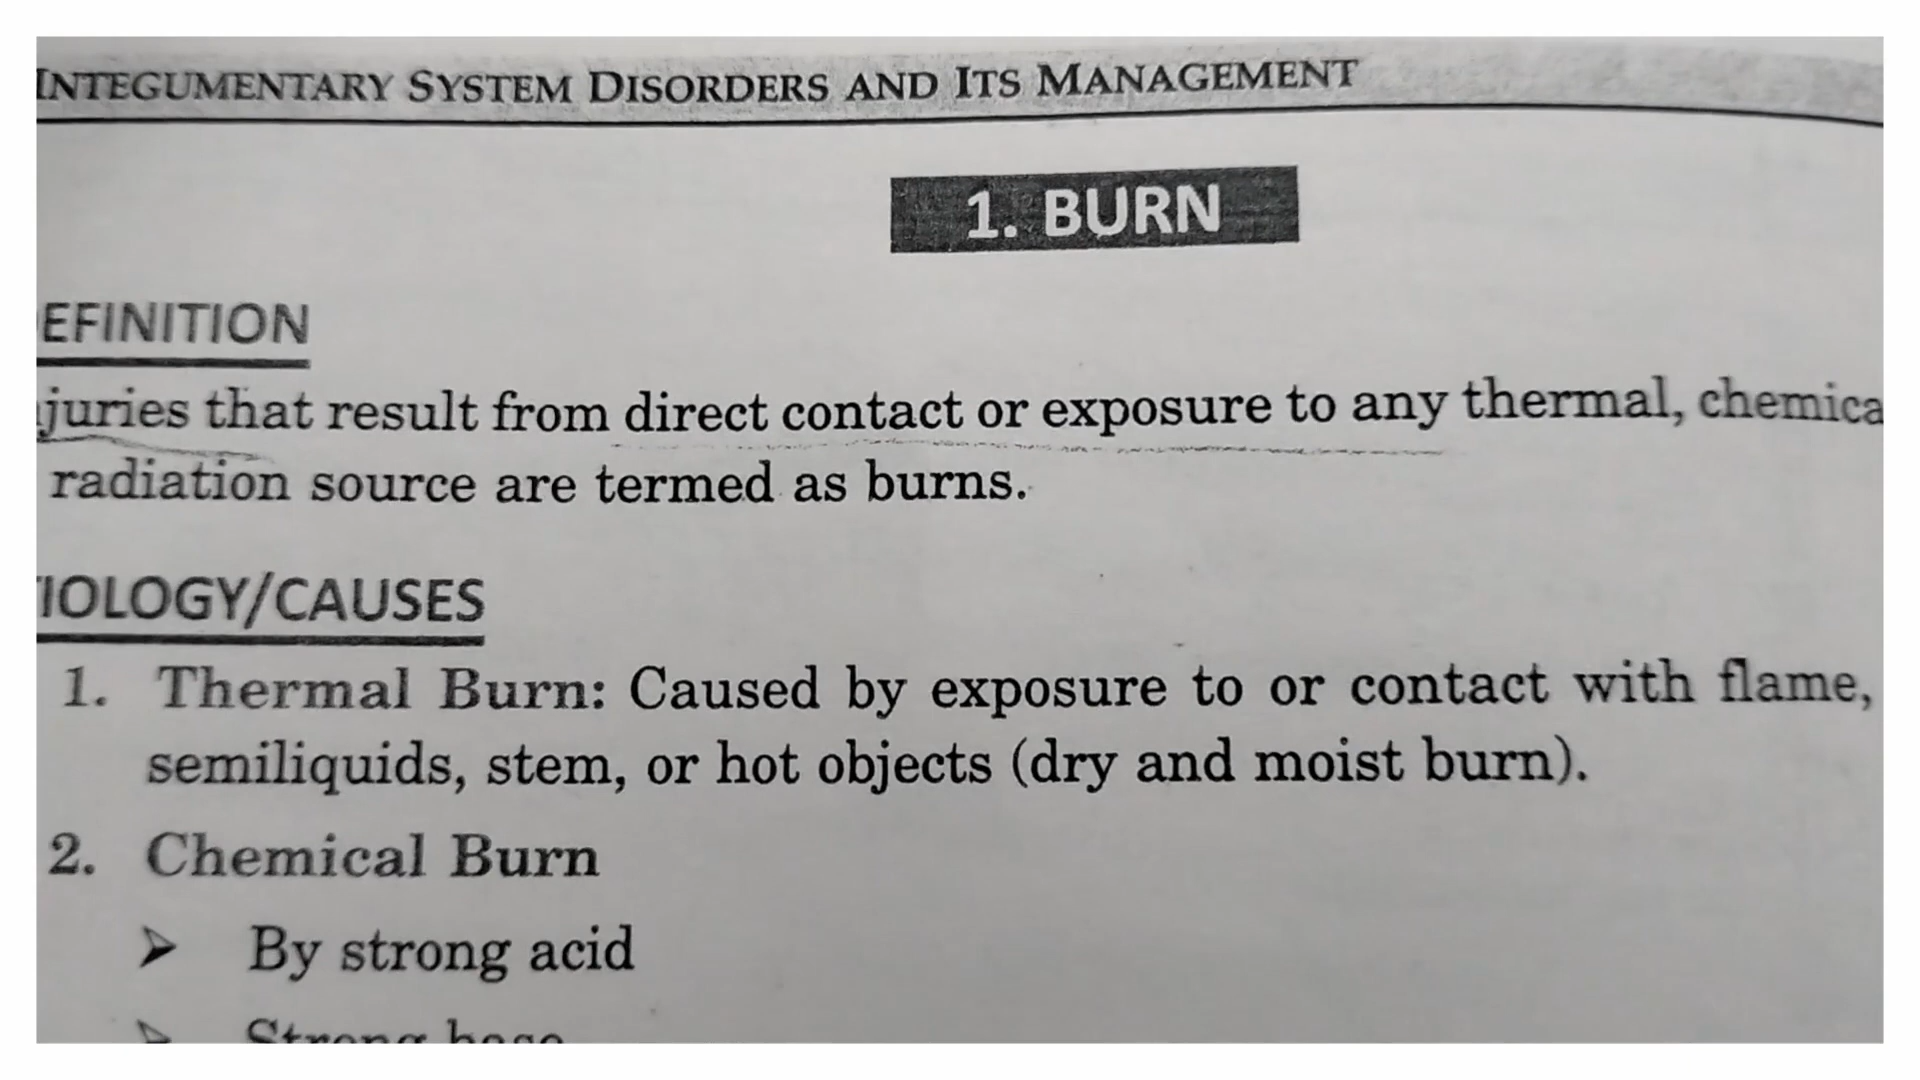 INTEGUMENTARY SYSTEM DISORDERS AND ITS MANAGEMENT
1. BURN
EFINITION
juries that result from direct contact or exposure to any thermal, chemica
radiation source are termed as burns.
IOLOGY/CAUSES
1. Thermal Burn: Caused by exposure to or contact with flame,
semiliquids, stem, or hot objects (dry and moist burn).
2. Chemical Burn
➢ By strong acid
➢ Strong base